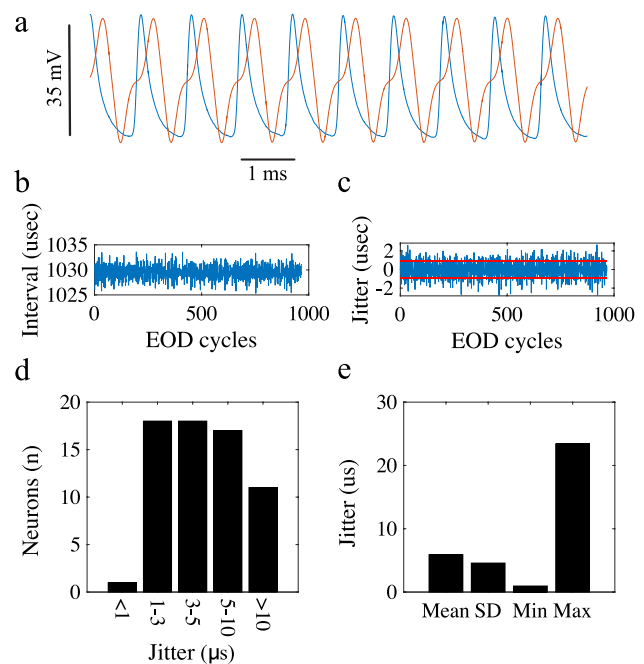 a
35 mV
1 ms
b
Interval (usec)
1035
1030
1025
0
500
1000
EOD cycles
c
Jitter (usec)
2
0
-2
0
500
1000
EOD cycles
d
Neurons (n)
20
15
10
5
0
<1
1-3
3-5
5-10
>10
Jitter (µs)
e
Jitter (us)
30
20
10
0
Mean SD Min Max